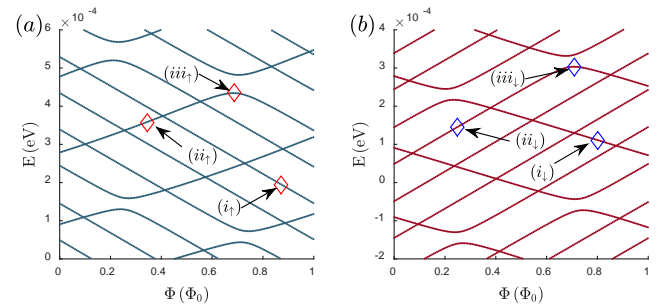 (a) × 10⁻⁴
6
5
4
3
2
1
0
E (eV)
(iii↑)
(ii↑)
(i↑)
0 0.2 0.4 0.6 0.8 1
Φ (Φ₀)
(b) × 10⁻⁴
4
3
2
1
0
-1
-2
E (eV)
(iii↓)
(ii↓)
(i↓)
0 0.2 0.4 0.6 0.8 1
Φ (Φ₀)